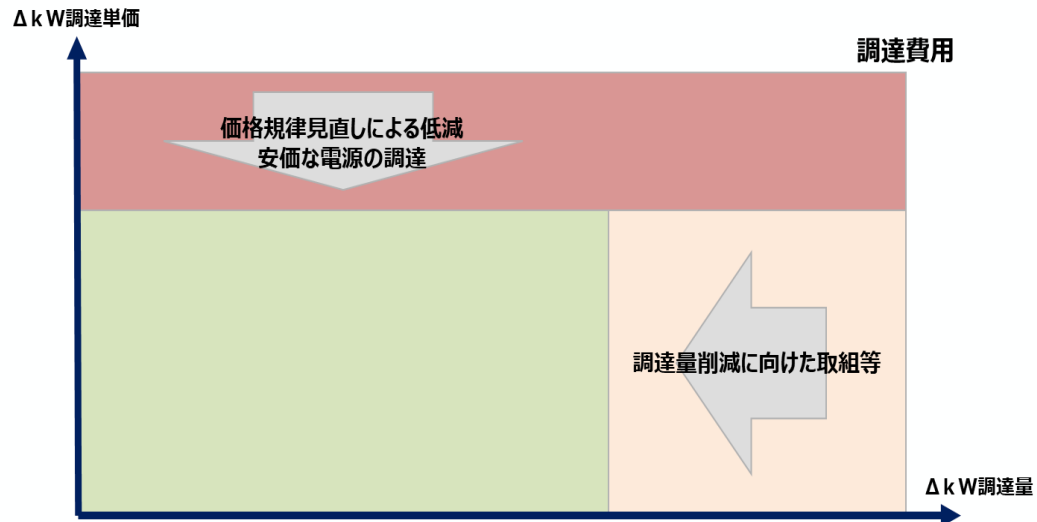 ΔkW調達単価
調達費用
価格規律見直しによる低減
安価な電源の調達
調達量削減に向けた取組等
ΔkW調達量